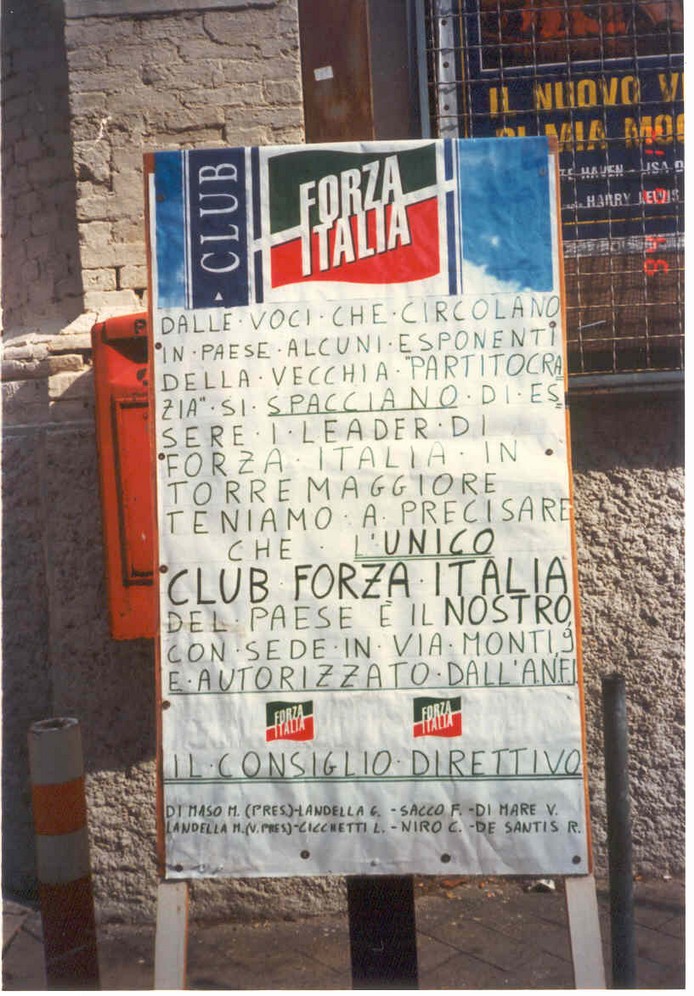 CLUB
FORZA
ITALIA
DALLE·VOCI·CHE·CIRCOLANO
IN·PAESE·ALCUNI·ESPONENTI
DELLA·VECCHIA·"PARTITOCRA
ZIA"·SI·SPACCIANO·DI·ES=
SERE·I·LEADER·DI
FORZA·ITALIA·IN
TORREMAGGIORE
TENIAMO·A·PRECISARE
CHE·L'UNICO
CLUB·FORZA·ITALIA
DEL·PAESE È IL NOSTRO,
CON·SEDE·IN·VIA·MONTI,9
E·AUTORIZZATO·DALL'A.N.F.I
FORZA ITALIA
FORZA ITALIA
IL·CONSIGLIO·DIRETTIVO
DI MASO M. (PRES.)-LANDELLA G. -SACCO F. -DI MARE V.
LANDELLA M.(V.PRES)-CICCHETTI L. -NIRO C. -DE SANTIS R.
IL NUOVO
DI MIA
HARRY